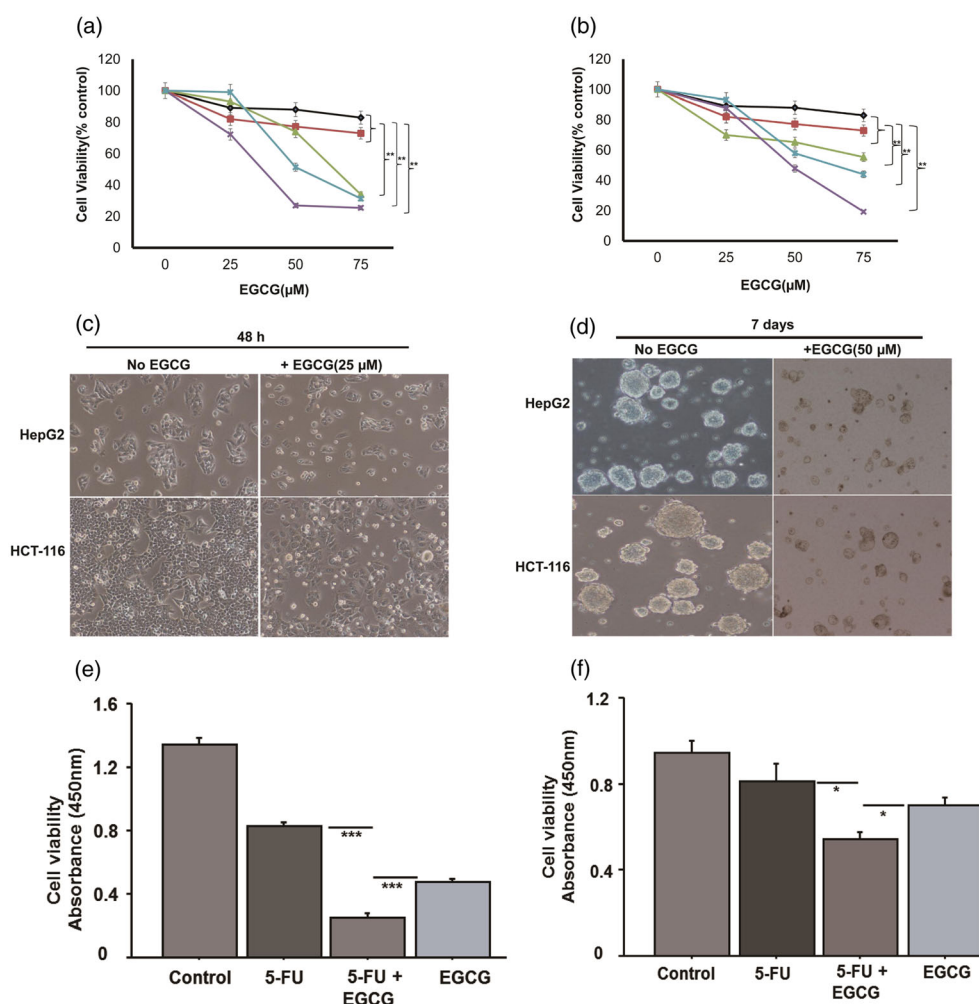 (a)
120
100
80
60
40
20
0
Cell Viability(% control)
0 25 50 75
EGCG(µM)
** ** **
(b)
120
100
80
60
40
20
0
Cell Viability(% control)
0 25 50 75
EGCG(µM)
** ** **
(c)
48 h
No EGCG + EGCG(25 µM)
HepG2
HCT-116
(d)
7 days
No EGCG +EGCG(50 µM)
HepG2
HCT-116
(e)
1.6
1.2
0.8
0.4
0
Cell viability
Absorbance (450nm)
***
***
Control 5-FU 5-FU + EGCG
EGCG
(f)
1.2
0.8
0.4
0
Cell viability
Absorbance (450nm)
*
*
Control 5-FU 5-FU + EGCG
EGCG